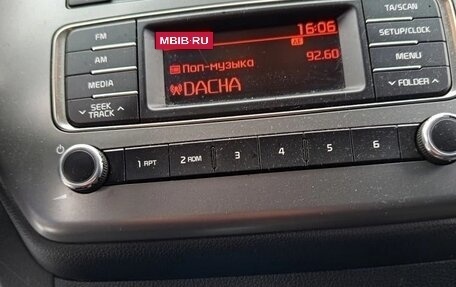 16:06
TA/SCAN
MBIB.RU
AF
FM
SETUP/CLOCK
AM
Поп-музыка
92.60
MENU
MEDIA
DACHA
FOLDER
SEEK
TRACK
1 RPT
2 RDM
3
4
5
6